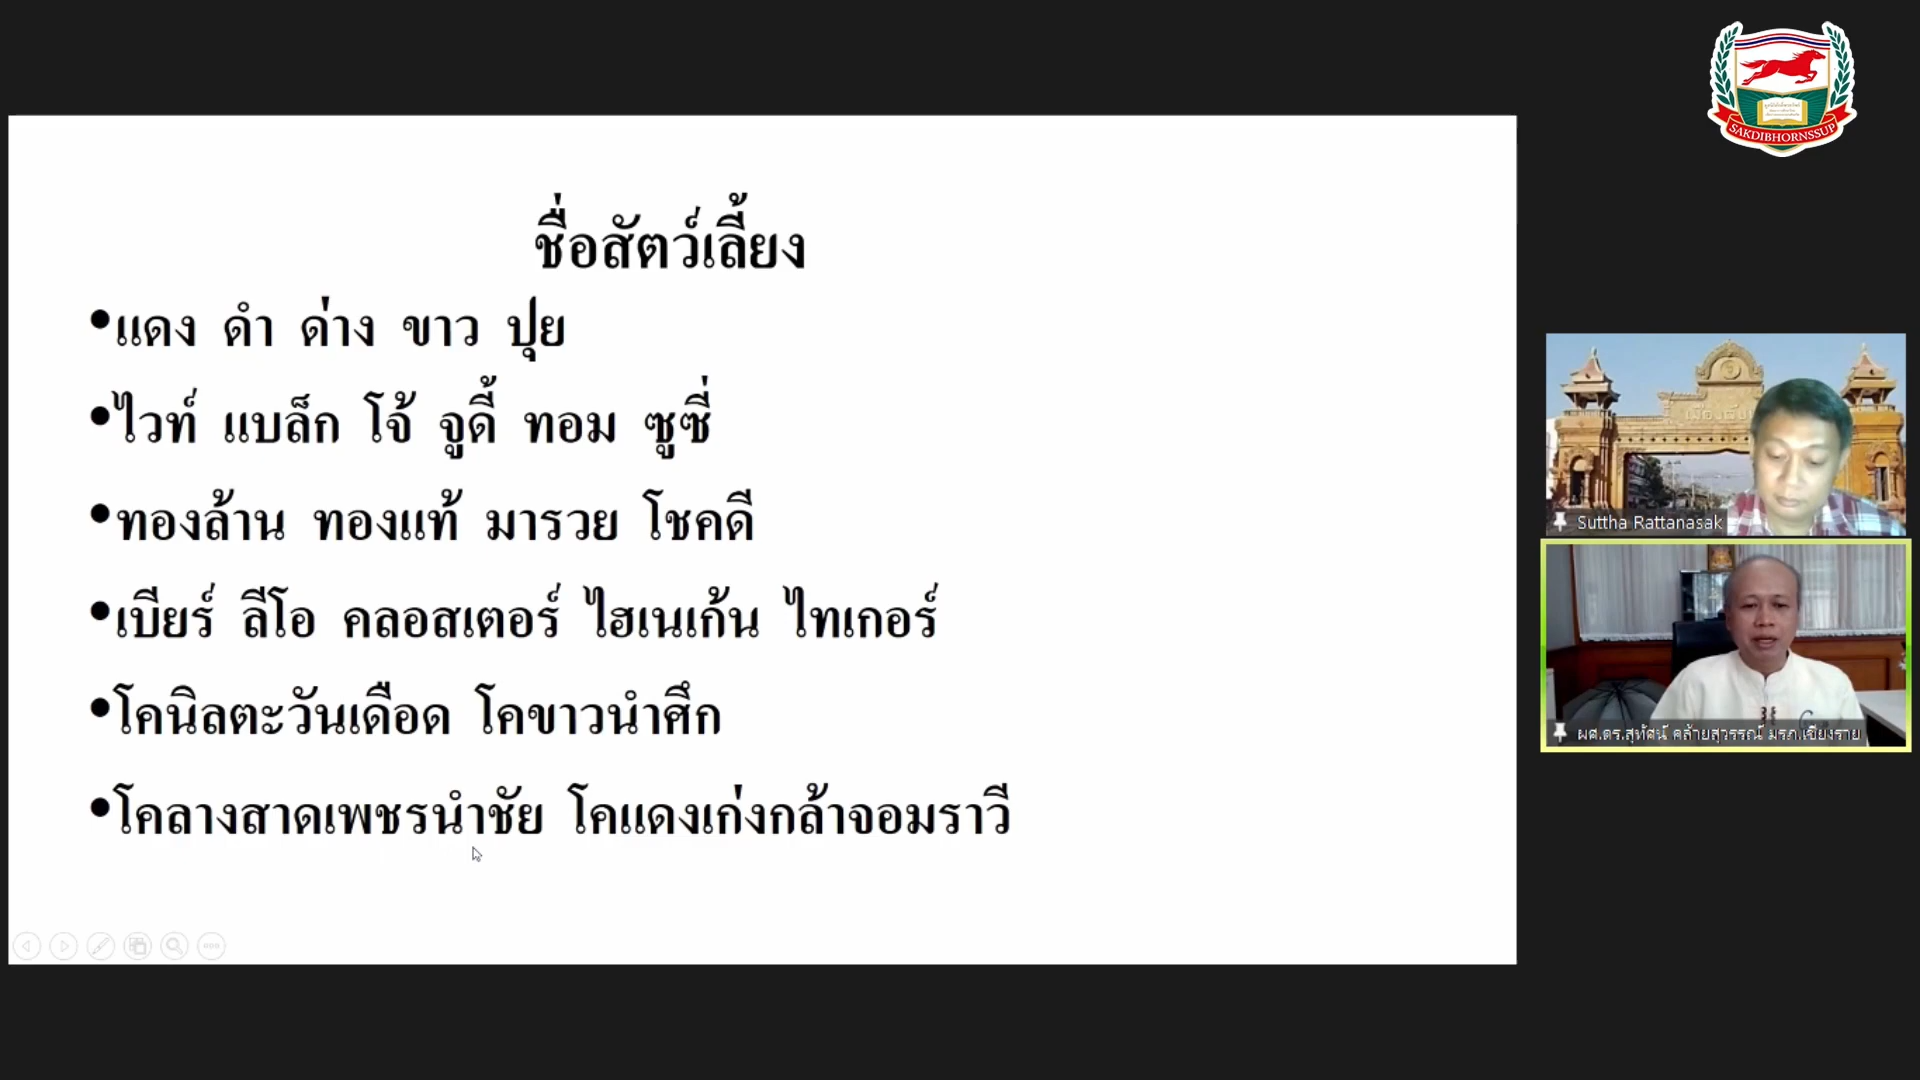 ชื่อสัตว์เลี้ยง
•แดง ดำ ด่าง ขาว ปุย
•ไวท์ แบล็ก โจ้ จูดี้ ทอม ซูซี่
•ทองล้าน ทองแท้ มารวย โชคดี
•เบียร์ ลีโอ คลอสเตอร์ ไฮเนเก้น ไทเกอร์
•โคนิลตะวันเดือด โคขาวนำศึก
•โคลางสาดเพชรนำชัย โคแดงเก่งกล้าจอมราวี
SAKDIBHORNSSUP
Suttha Rattanasak
ผศ.ดร.สุทัศน์ คล้ายสุวรรณ์ มรภ.เชียงราย